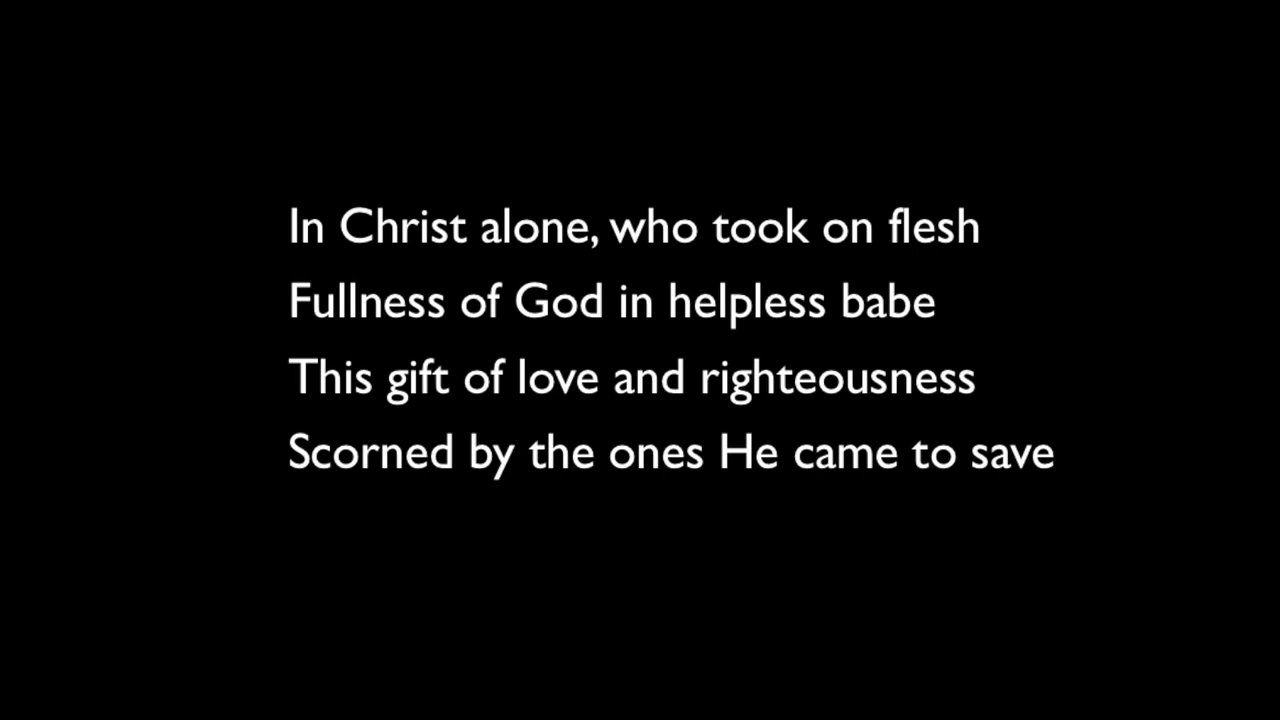 In Christ alone, who took on flesh
Fullness of God in helpless babe
This gift of love and righteousness
Scorned by the ones He came to save